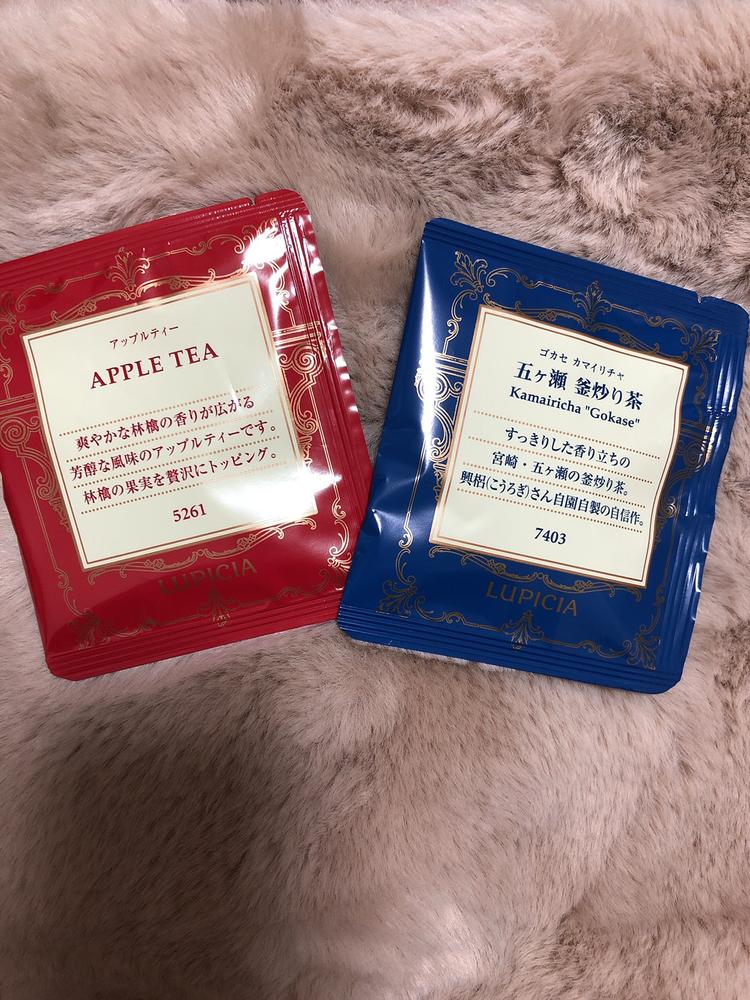 アップルティー
APPLE TEA
爽やかな林檎の香りが広がる
芳醇な風味のアップルティーです。
林檎の果実を贅沢にトッピング。
5261
LUPICIA
ゴカセ カマイリチャ
五ヶ瀬 釜炒り茶
Kamairicha "Gokase"
すっきりした香り立ちの
宮崎・五ヶ瀬の釜炒り茶。
興梠(こうろぎ)さん自園自製の自信作。
7403
LUPICIA